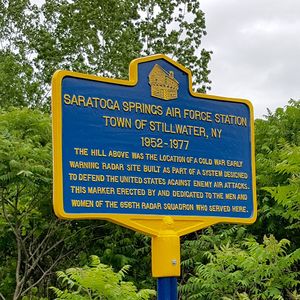 SARATOGA SPRINGS AIR FORCE STATION
TOWN OF STILLWATER, NY
1952-1977
THE HILL ABOVE WAS THE LOCATION OF A COLD WAR EARLY
WARNING RADAR SITE BUILT AS PART OF A SYSTEM DESIGNED
TO DEFEND THE UNITED STATES AGAINST ENEMY AIR ATTACKS.
THIS MARKER ERECTED BY AND DEDICATED TO THE MEN AND
WOMEN OF THE 656TH RADAR SQUADRON WHO SERVED HERE.